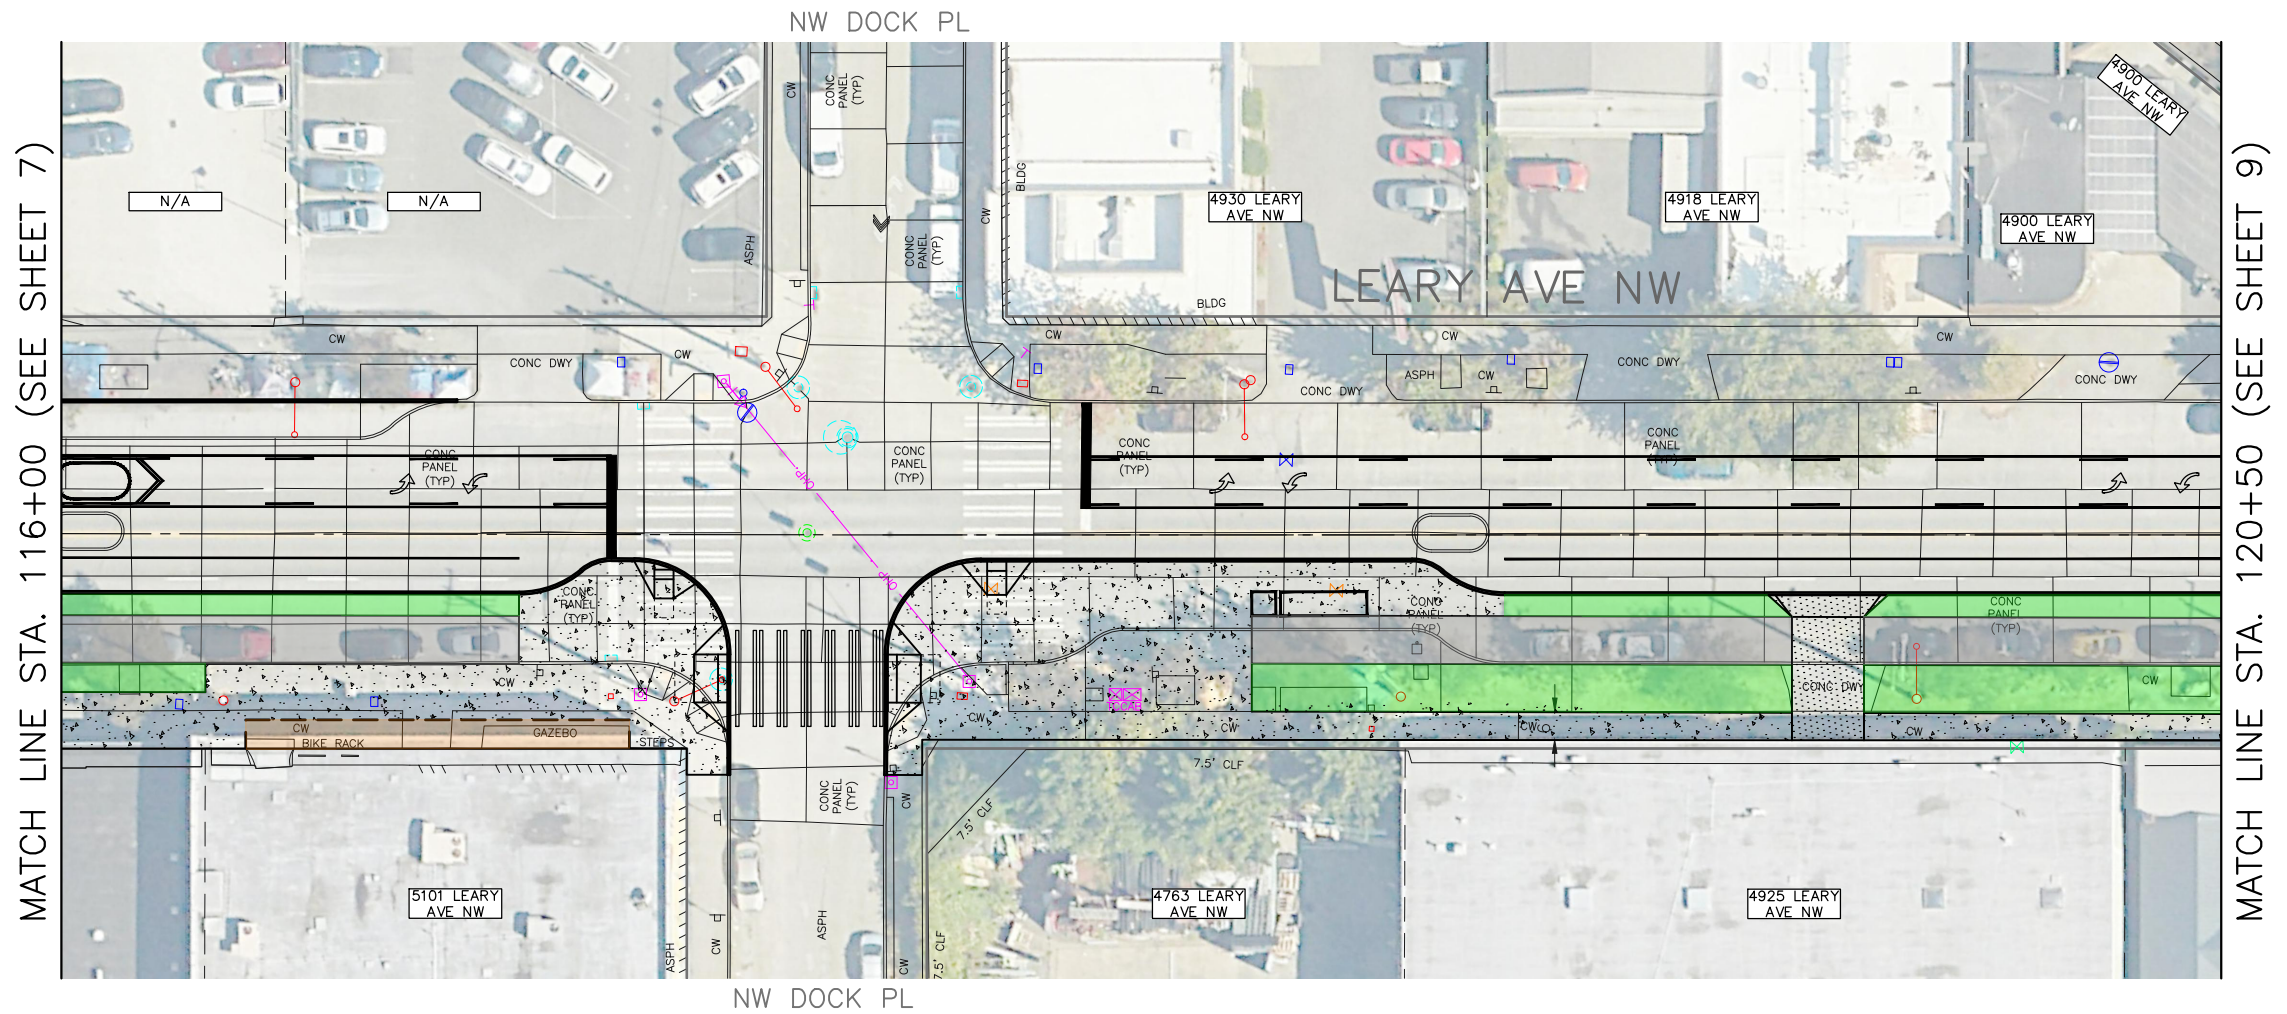 NW DOCK PL
MATCH LINE STA. 116+00 (SEE SHEET 7)
MATCH LINE STA. 120+50 (SEE SHEET 9)
CW
CONC
PANEL
(TYP)
4900 LEARY
AVE NW
N/A
N/A
BLDG
4930 LEARY
AVE NW
4918 LEARY
AVE NW
4900 LEARY
AVE NW
CW
ASPH
CONC
PANEL
(TYP)
LEARY AVE NW
BLDG
CW
CONC DWY
CW
CW
CW
CONC DWY
CW
CONC DWY
ASPH
CW
CONC DWY
CONC
PANEL
(TYP)
CONC
PANEL
(TYP)
CONC
PANEL
(TYP)
CONC
PANEL
(TYP)
OHP
OHP
CONC
PANEL
(TYP)
CONC
PANEL
(TYP)
CONC
PANEL
(TYP)
CW
CONC DWY
CW
CW
CW
CW
CW
CW
BIKE RACK
GAZEBO
STEPS
7.5' CLF
CONC
PANEL
(TYP)
CW
7.5' CLF
5101 LEARY
AVE NW
4763 LEARY
AVE NW
4925 LEARY
AVE NW
ASPH
CW
ASPH
CW
7.5' CLF
NW DOCK PL